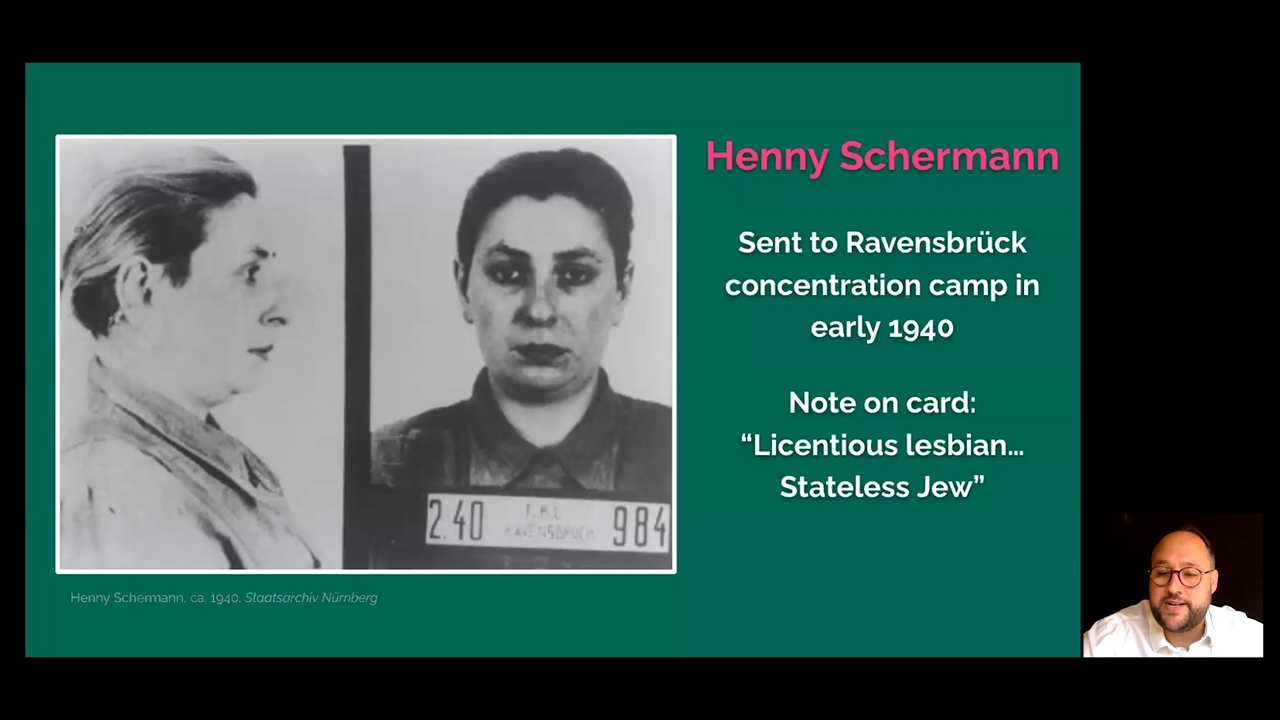 Henny Schermann
Sent to Ravensbrück
concentration camp in
early 1940
Note on card:
“Licentious lesbian...
Stateless Jew”
2.40 F.K.L. 984
RAVENSBRÜCK
Henny Schermann, ca. 1940. Staatsarchiv Nürnberg